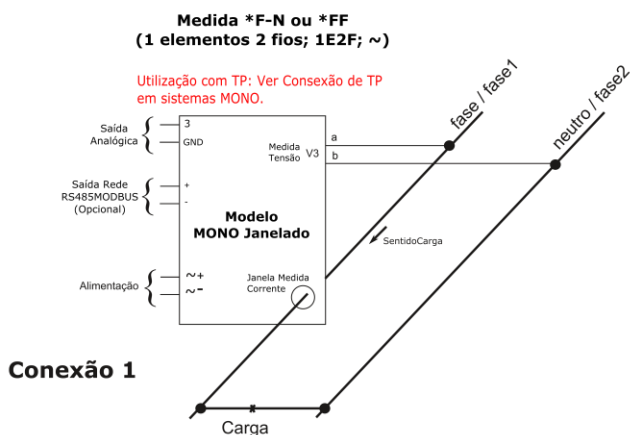 Medida *F-N ou *FF
(1 elementos 2 fios; 1E2F; ~)
Utilização com TP: Ver Consexão de TP
em sistemas MONO.
fase / fase1
neutro / fase2
Saída
Analógica
3
GND
Medida
Tensão
V3
a
b
Saída Rede
RS485MODBUS
(Opcional)
+
-
Modelo
MONO Janelado
SentidoCarga
Alimentação
~+
~-
Janela Medida
Corrente
Conexão 1
Carga